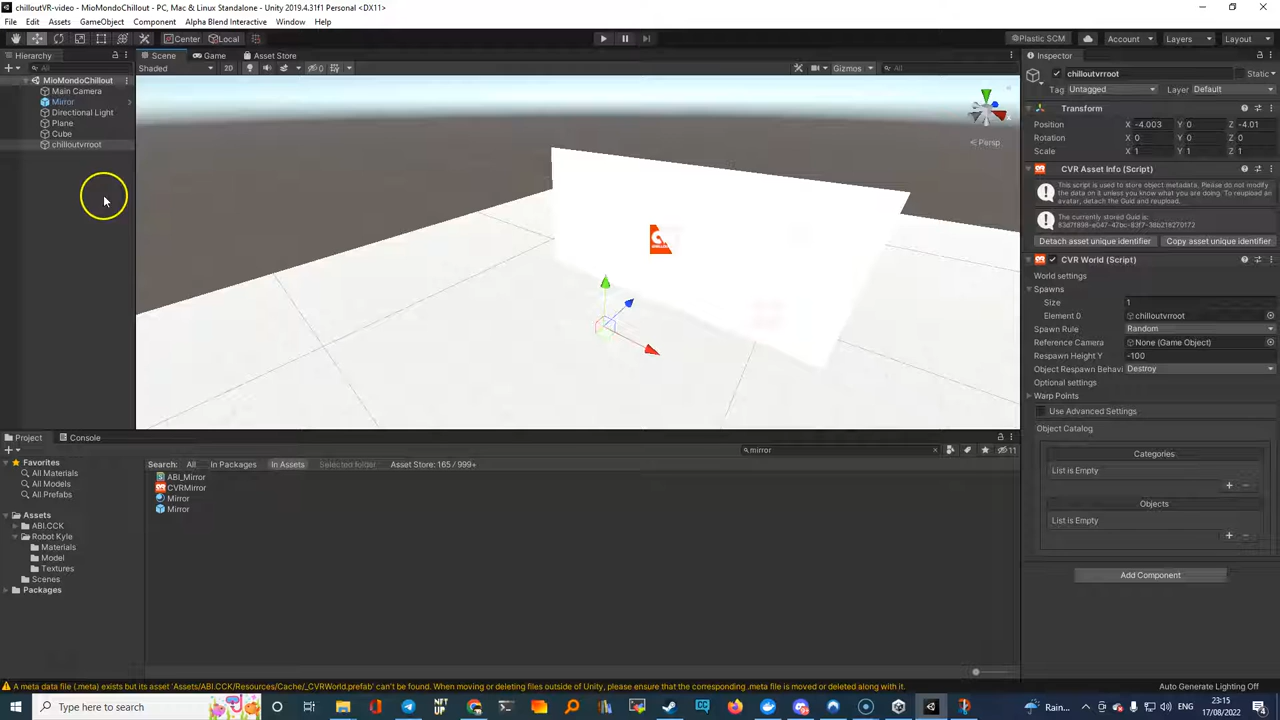 chilloutVR-video - MioMondoChillout - PC, Mac & Linux Standalone - Unity 2019.4.31f1 Personal <DX11>
File Edit Assets GameObject Component Alpha Blend Interactive Window Help
Center Local Plastic SCM Account Layers Layout
Hierarchy Scene Game Asset Store Inspector
All Shaded 2D 0 Gizmos All chilloutvrroot Static
MioMondoChillout Tag Untagged Layer Default
Main Camera
Mirror
Directional Light
Plane
Cube
chilloutvrroot
Persp
Transform
Position X -4.003 Y 0 Z -4.01
Rotation X 0 Y 0 Z 0
Scale X 1 Y 1 Z 1
CVR Asset Info (Script)
This script is used to store object metadata. Please do not modify
the data on it unless you know what you are doing. To reupload an
avatar, detach the Guid and reupload.
The currently stored Guid is:
Detach asset unique identifier Copy asset unique identifier
CVR World (Script)
World settings
Spawns
Size 1
Element 0 chilloutvrroot
Spawn Rule Random
Reference Camera None (Game Object)
Respawn Height Y -100
Object Respawn Behavi Destroy
Optional settings
Warp Points
Use Advanced Settings
Object Catalog
Categories
List is Empty
+ -
Objects
List is Empty
+ -
Add Component
Project Console
mirror 11
Favorites
All Materials
All Models
All Prefabs
Assets
ABI.CCK
Robot Kyle
Materials
Model
Textures
Scenes
Packages
Search: All In Packages In Assets Selected folder Asset Store: 165 / 999+
ABI_Mirror
CVRMirror
Mirror
Mirror
A meta data file (.meta) exists but its asset 'Assets/ABI.CCK/Resources/Cache/_CVRWorld.prefab' can't be found. When moving or deleting files outside of Unity, please ensure that the corresponding .meta file is moved or deleted along with it.
Auto Generate Lighting Off
Type here to search
NFT UP
Rain... ENG 23:15
17/08/2022